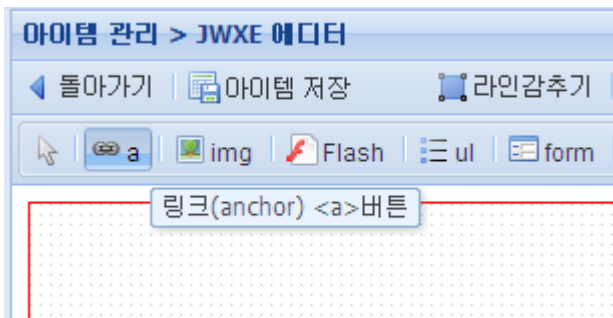 아이템 관리 > JWXE 에디터
돌아가기 아이템 저장 라인감추기
a img Flash ul form
링크(anchor) <a>버튼